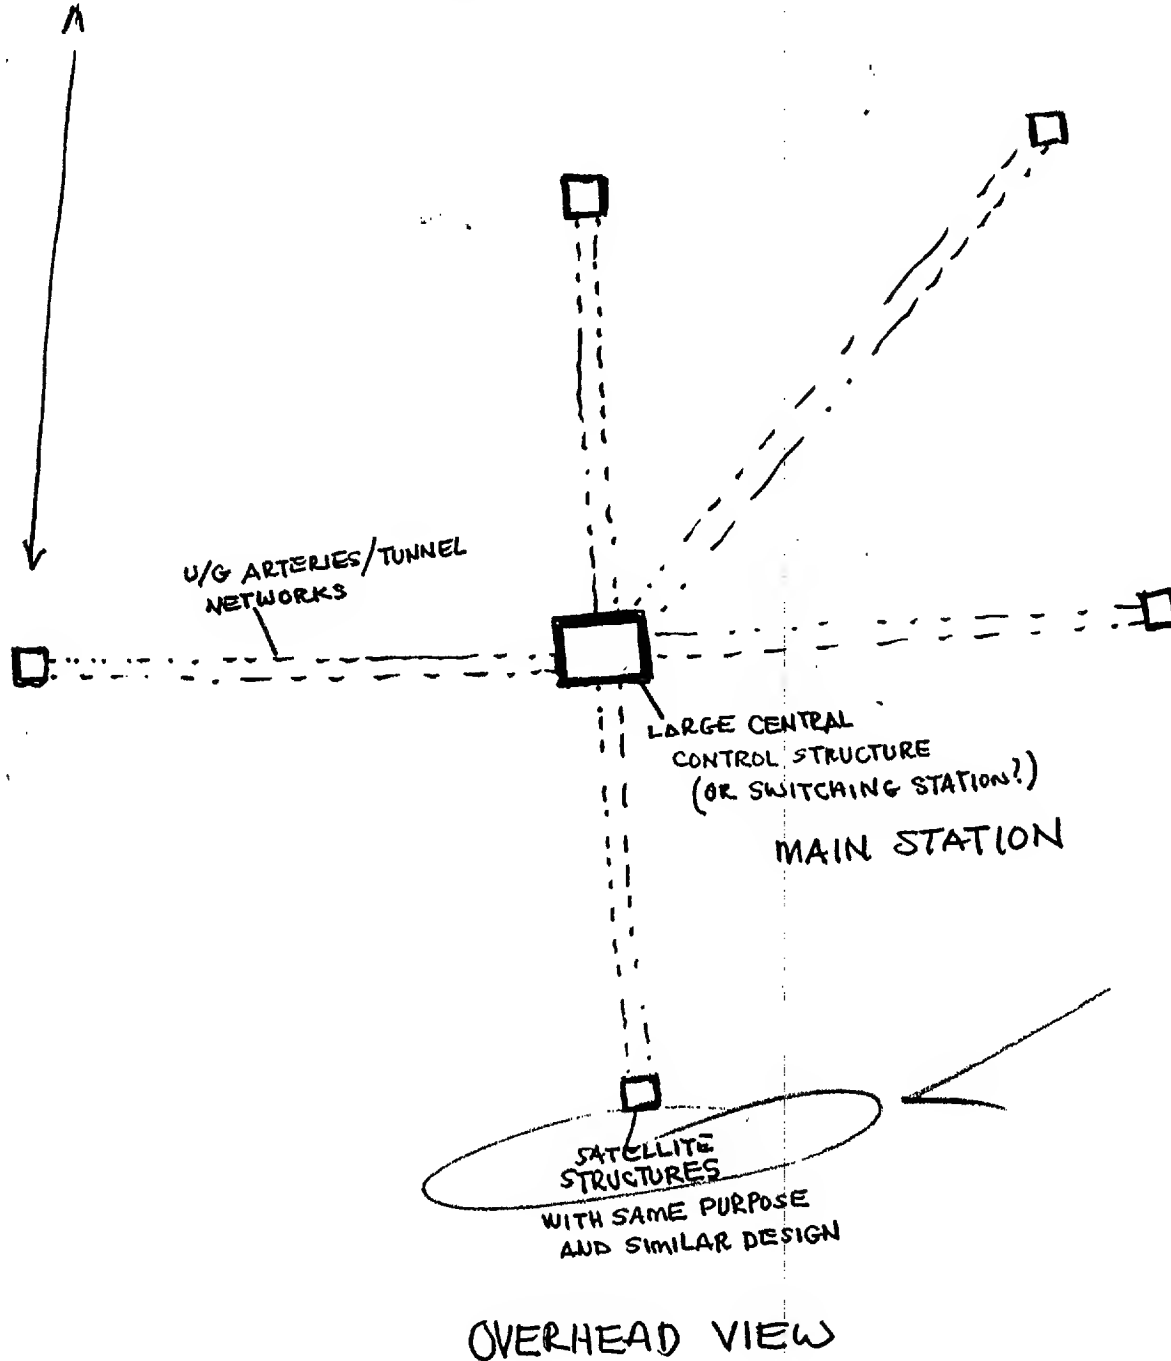 U/G ARTERIES/TUNNEL
NETWORKS
LARGE CENTRAL
CONTROL STRUCTURE
(OR SWITCHING STATION?)
MAIN STATION
SATELLITE
STRUCTURES
WITH SAME PURPOSE
AND SIMILAR DESIGN
OVERHEAD VIEW